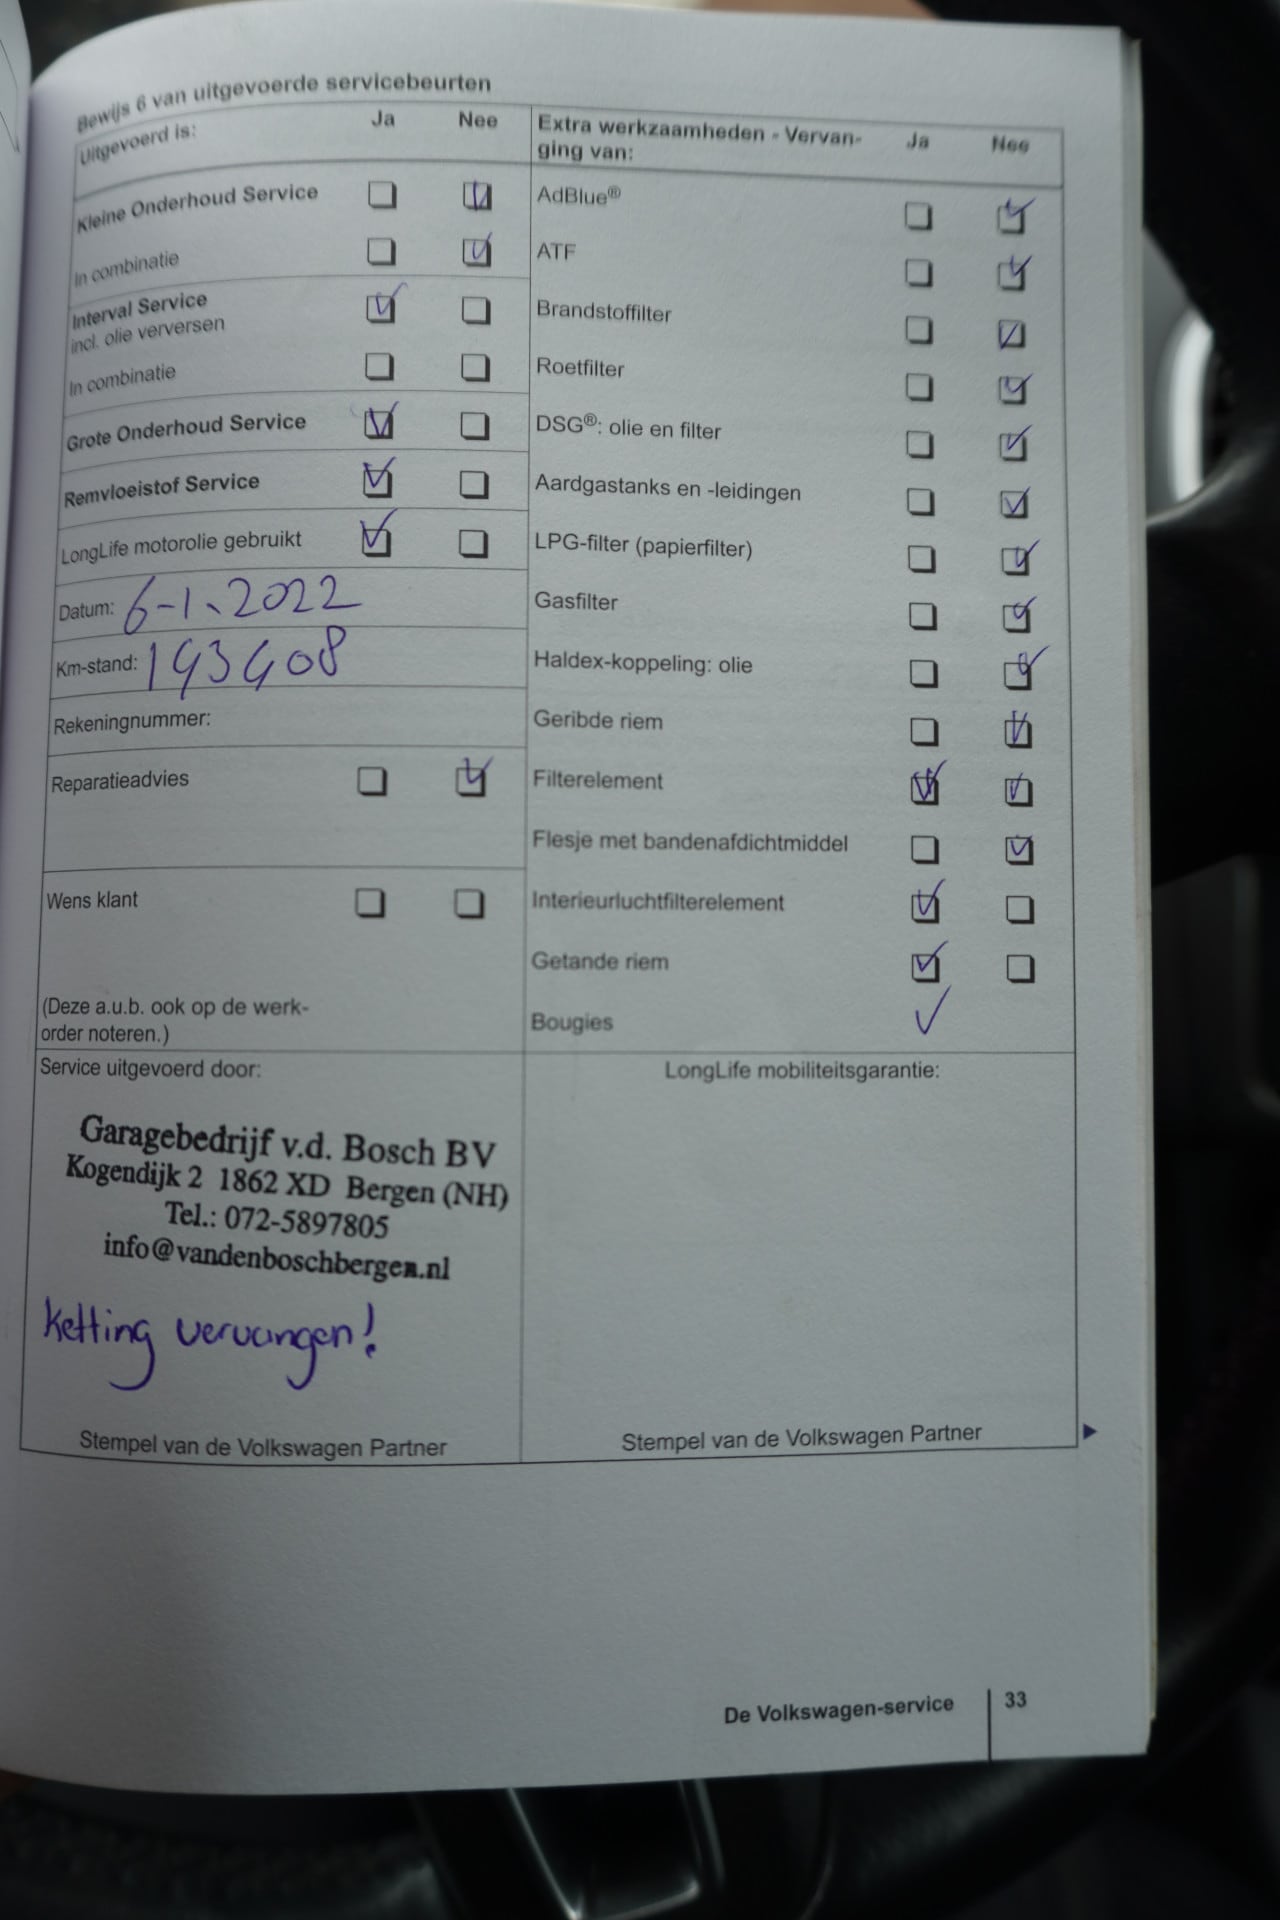 Bewijs 6 van uitgevoerde servicebeurten
Uitgevoerd is: Ja Nee
Kleine Onderhoud Service
In combinatie
Interval Service
incl. olie verversen
In combinatie
Grote Onderhoud Service
Remvloeistof Service
LongLife motorolie gebruikt
Datum: 6-1-2022
Km-stand: 193408
Rekeningnummer:
Reparatieadvies
Wens klant
(Deze a.u.b. ook op de werk-
order noteren.)
Extra werkzaamheden - Vervan- Ja Nee
ging van:
AdBlue®
ATF
Brandstoffilter
Roetfilter
DSG®: olie en filter
Aardgastanks en -leidingen
LPG-filter (papierfilter)
Gasfilter
Haldex-koppeling: olie
Geribde riem
Filterelement
Flesje met bandenafdichtmiddel
Interieurluchtfilterelement
Getande riem
Bougies
Service uitgevoerd door:
Garagebedrijf v.d. Bosch BV
Kogendijk 2 1862 XD Bergen (NH)
Tel.: 072-5897805
info@vandenboschbergen.nl
Ketting vervangen!
Stempel van de Volkswagen Partner
LongLife mobiliteitsgarantie:
Stempel van de Volkswagen Partner
De Volkswagen-service 33